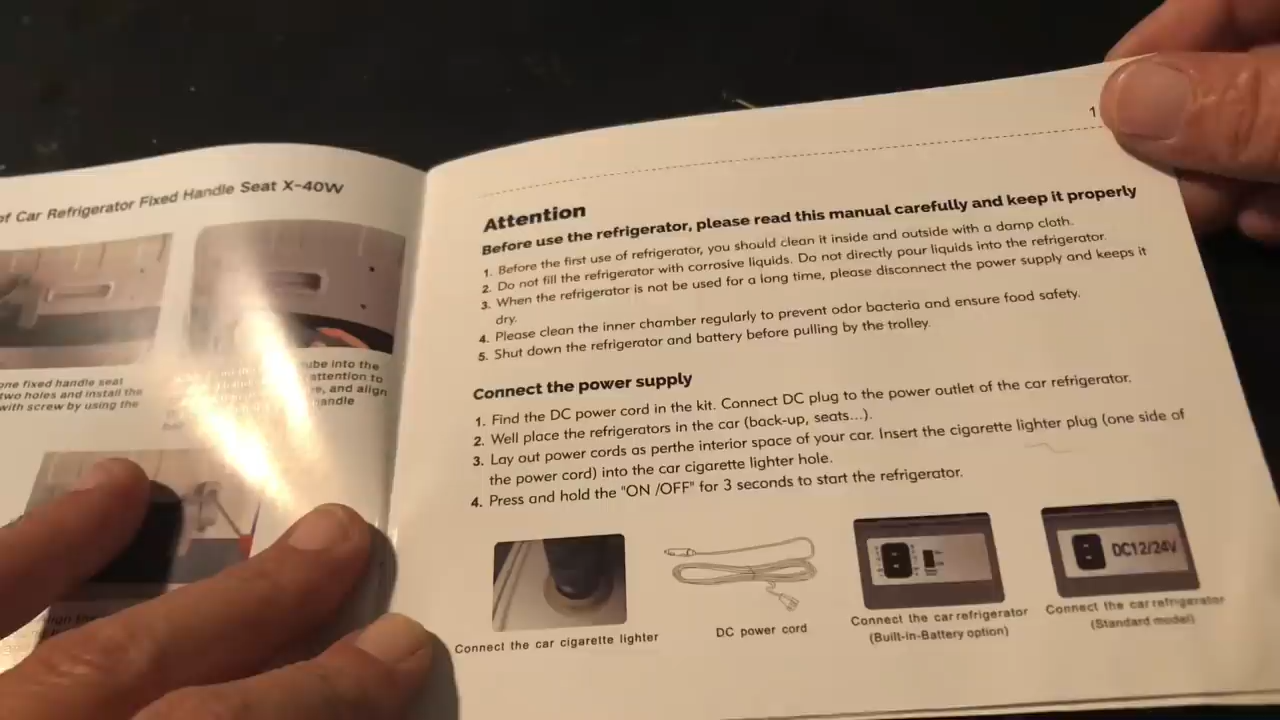 of Car Refrigerator Fixed Handle Seat X-40W
one fixed handle seat
two holes and install the
with screw by using the
ube into the
attention to
, and align
handle
1
Attention
Before use the refrigerator, please read this manual carefully and keep it properly
1. Before the first use of refrigerator, you should clean it inside and outside with a damp cloth.
2. Do not fill the refrigerator with corrosive liquids. Do not directly pour liquids into the refrigerator.
3. When the refrigerator is not be used for a long time, please disconnect the power supply and keeps it
dry.
4. Please clean the inner chamber regularly to prevent odor bacteria and ensure food safety.
5. Shut down the refrigerator and battery before pulling by the trolley.
Connect the power supply
1. Find the DC power cord in the kit. Connect DC plug to the power outlet of the car refrigerator.
2. Well place the refrigerators in the car (back-up, seats...).
3. Lay out power cords as perthe interior space of your car. Insert the cigarette lighter plug (one side of
the power cord) into the car cigarette lighter hole.
4. Press and hold the "ON /OFF" for 3 seconds to start the refrigerator.
DC12/24V
Connect the car cigarette lighter
DC power cord
Connect the car refrigerator
(Built-in-Battery option)
Connect the car refrigerator
(Standard model)